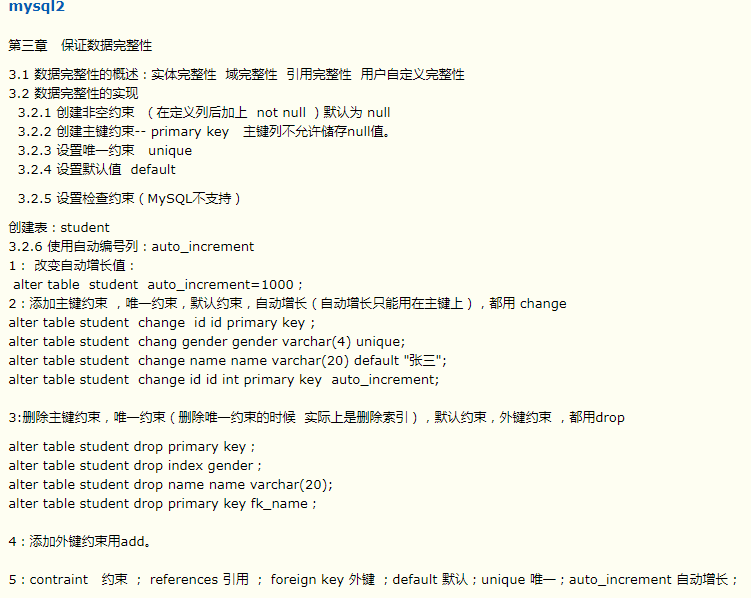 mysql2
第三章　保证数据完整性
3.1 数据完整性的概述：实体完整性  域完整性  引用完整性  用户自定义完整性
3.2 数据完整性的实现
3.2.1 创建非空约束  （在定义列后加上  not null ）默认为 null
3.2.2 创建主键约束-- primary key   主键列不允许储存null值。
3.2.3 设置唯一约束   unique
3.2.4 设置默认值  default
3.2.5 设置检查约束（MySQL不支持）
创建表：student
3.2.6 使用自动编号列：auto_increment
1： 改变自动增长值：
alter table  student  auto_increment=1000；
2：添加主键约束 ，唯一约束，默认约束，自动增长（自动增长只能用在主键上），都用 change
alter table student  change  id id primary key；
alter table student  chang gender gender varchar(4) unique;
alter table student  change name name varchar(20) default "张三";
alter table student  change id id int primary key  auto_increment;
3:删除主键约束，唯一约束（删除唯一约束的时候  实际上是删除索引），默认约束，外键约束 ，都用drop
alter table student drop primary key；
alter table student drop index gender；
alter table student drop name name varchar(20);
alter table student drop primary key fk_name；
4：添加外键约束用add。
5：contraint   约束 ； references 引用 ； foreign key 外键 ；default 默认；unique 唯一；auto_increment 自动增长；